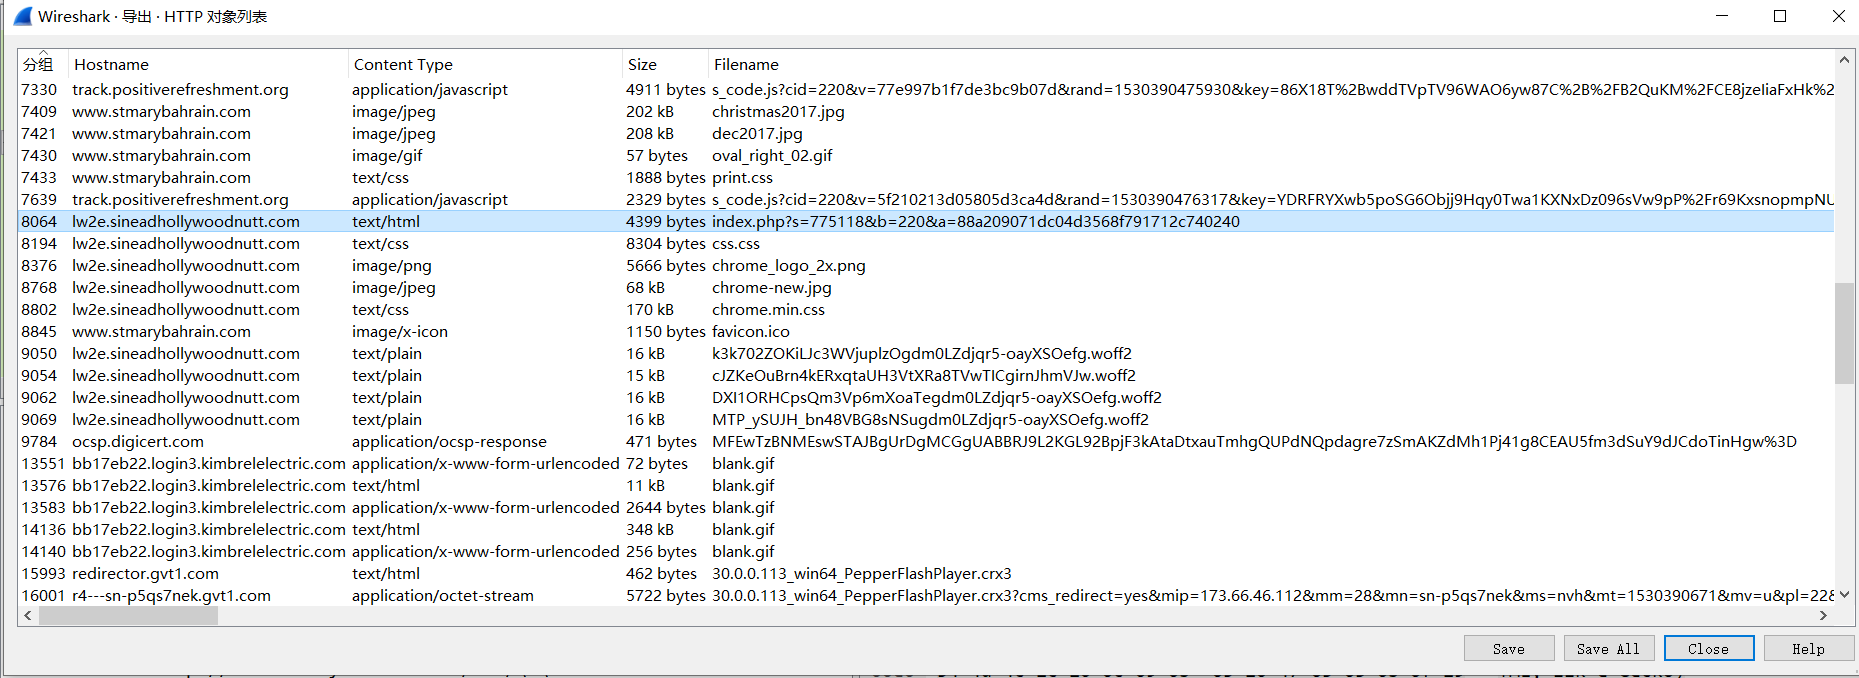 Wireshark · 导出 · HTTP 对象列表
分组 Hostname Content Type Size Filename
7330 track.positiverefreshment.org application/javascript 4911 bytes s_code.js?cid=220&v=77e997b1f7de3bc9b07d&rand=1530390475930&key=86X18T%2BwddTVpTV96WAO6yw87C%2B%2FB2QuKM%2FCE8jzeIiaFxHk%2
7409 www.stmarybahrain.com image/jpeg 202 kB christmas2017.jpg
7421 www.stmarybahrain.com image/jpeg 208 kB dec2017.jpg
7430 www.stmarybahrain.com image/gif 57 bytes oval_right_02.gif
7433 www.stmarybahrain.com text/css 1888 bytes print.css
7639 track.positiverefreshment.org application/javascript 2329 bytes s_code.js?cid=220&v=5f210213d05805d3ca4d&rand=1530390476317&key=YDRFRYXwb5poSG6Objj9Hqy0Twa1KXNxDz096sVw9pP%2Fr69KxsnopmpNU
8064 lw2e.sineadhollywoodnutt.com text/html 4399 bytes index.php?s=775118&b=220&a=88a209071dc04d3568f791712c740240
8194 lw2e.sineadhollywoodnutt.com text/css 8304 bytes css.css
8376 lw2e.sineadhollywoodnutt.com image/png 5666 bytes chrome_logo_2x.png
8768 lw2e.sineadhollywoodnutt.com image/jpeg 68 kB chrome-new.jpg
8802 lw2e.sineadhollywoodnutt.com text/css 170 kB chrome.min.css
8845 www.stmarybahrain.com image/x-icon 1150 bytes favicon.ico
9050 lw2e.sineadhollywoodnutt.com text/plain 16 kB k3k702ZOKiLJc3WVjuplzOgdm0LZdjqr5-oayXSOefg.woff2
9054 lw2e.sineadhollywoodnutt.com text/plain 15 kB cJZKeOuBrn4kERxqtaUH3VtXRa8TVwTICgirnJhmVJw.woff2
9062 lw2e.sineadhollywoodnutt.com text/plain 16 kB DXI1ORHCpsQm3Vp6mXoaTegdm0LZdjqr5-oayXSOefg.woff2
9069 lw2e.sineadhollywoodnutt.com text/plain 16 kB MTP_ySUJH_bn48VBG8sNSugdm0LZdjqr5-oayXSOefg.woff2
9784 ocsp.digicert.com application/ocsp-response 471 bytes MFEwTzBNMEswSTAJBgUrDgMCGgUABBRJ9L2KGL92BpjF3kAtaDtxauTmhgQUPdNQpdagre7zSmAKZdMh1Pj41g8CEAU5fm3dSuY9dJCdoTinHgw%3D
13551 bb17eb22.login3.kimbrelelectric.com application/x-www-form-urlencoded 72 bytes blank.gif
13576 bb17eb22.login3.kimbrelelectric.com text/html 11 kB blank.gif
13583 bb17eb22.login3.kimbrelelectric.com application/x-www-form-urlencoded 2644 bytes blank.gif
14136 bb17eb22.login3.kimbrelelectric.com text/html 348 kB blank.gif
14140 bb17eb22.login3.kimbrelelectric.com application/x-www-form-urlencoded 256 bytes blank.gif
15993 redirector.gvt1.com text/html 462 bytes 30.0.0.113_win64_PepperFlashPlayer.crx3
16001 r4---sn-p5qs7nek.gvt1.com application/octet-stream 5722 bytes 30.0.0.113_win64_PepperFlashPlayer.crx3?cms_redirect=yes&mip=173.66.46.112&mm=28&mn=sn-p5qs7nek&ms=nvh&mt=1530390671&mv=u&pl=22&
Save Save All Close Help